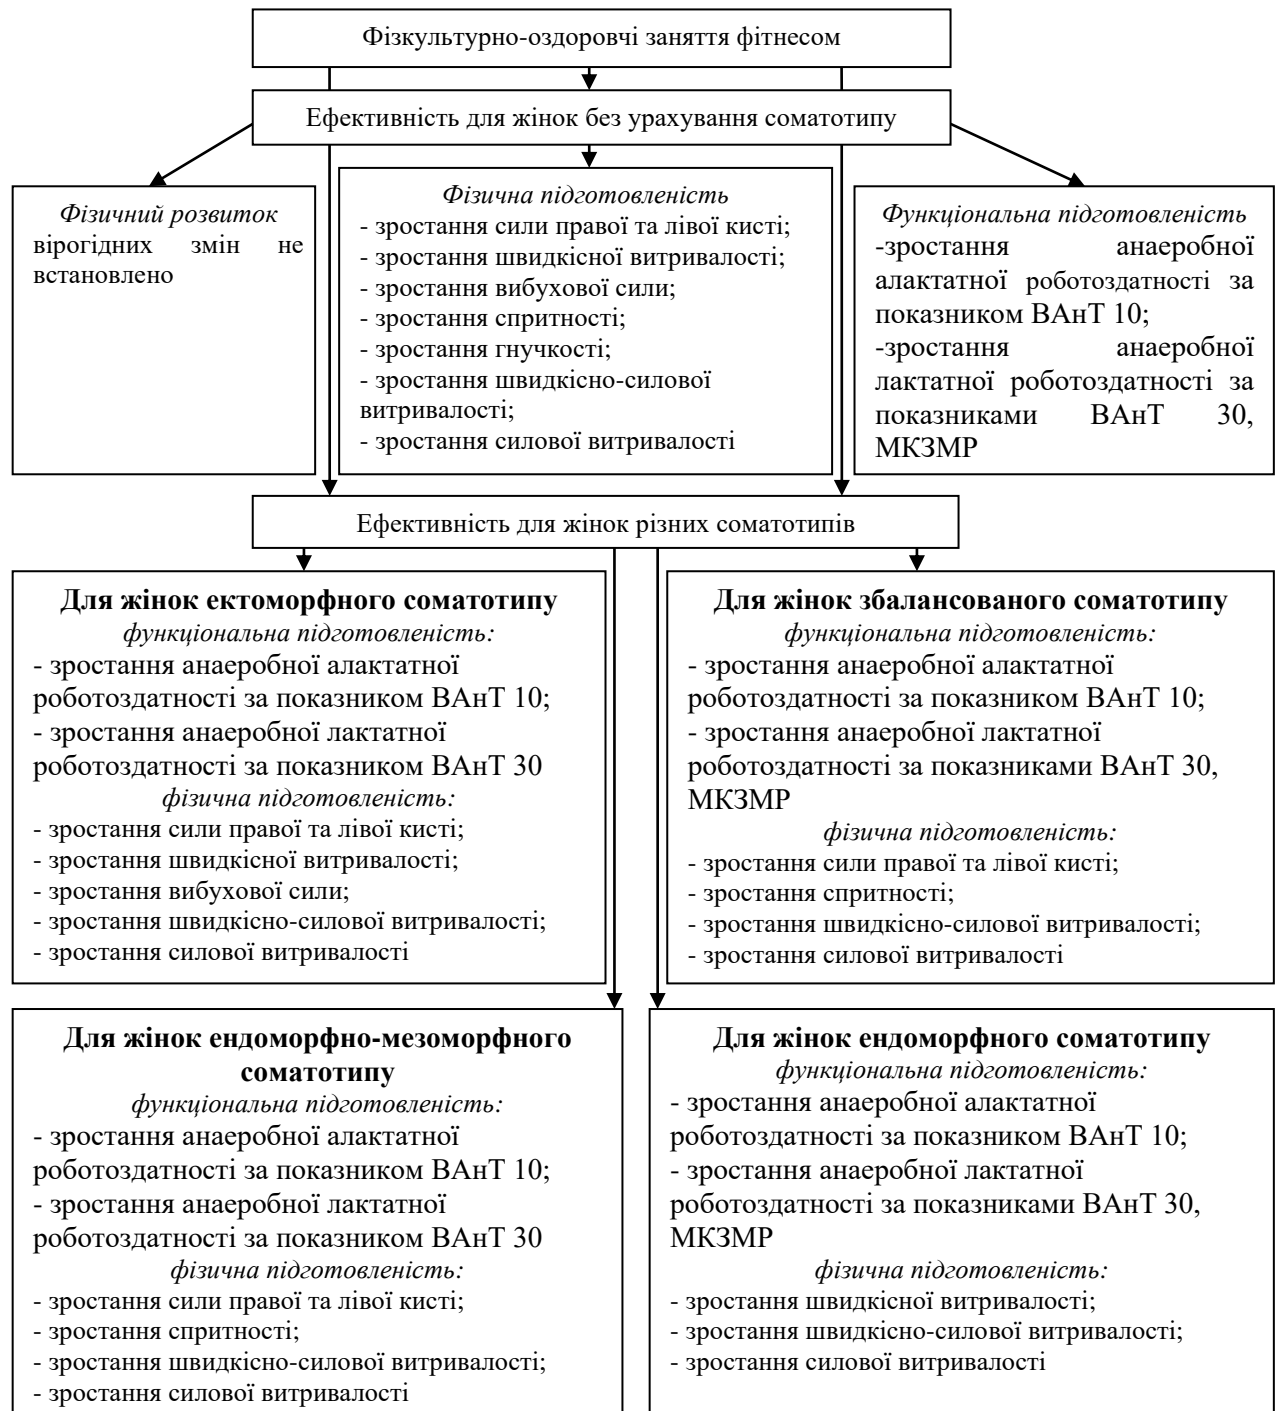 Фізкультурно-оздоровчі заняття фітнесом
Ефективність для жінок без урахування соматотипу
Фізичний розвиток
вірогідних змін не
встановлено
Фізична підготовленість
- зростання сили правої та лівої кисті;
- зростання швидкісної витривалості;
- зростання вибухової сили;
- зростання спритності;
- зростання гнучкості;
- зростання швидкісно-силової
витривалості;
- зростання силової витривалості
Функціональна підготовленість
-зростання анаеробної
алактатної роботоздатності за
показником ВАнТ 10;
-зростання анаеробної
лактатної роботоздатності за
показниками ВАнТ 30,
МКЗМР
Ефективність для жінок різних соматотипів
Для жінок ектоморфного соматотипу
функціональна підготовленість:
- зростання анаеробної алактатної
роботоздатності за показником ВАнТ 10;
- зростання анаеробної лактатної
роботоздатності за показником ВАнТ 30
фізична підготовленість:
- зростання сили правої та лівої кисті;
- зростання швидкісної витривалості;
- зростання вибухової сили;
- зростання швидкісно-силової витривалості;
- зростання силової витривалості
Для жінок збалансованого соматотипу
функціональна підготовленість:
- зростання анаеробної алактатної
роботоздатності за показником ВАнТ 10;
- зростання анаеробної лактатної
роботоздатності за показниками ВАнТ 30,
МКЗМР
фізична підготовленість:
- зростання сили правої та лівої кисті;
- зростання спритності;
- зростання швидкісно-силової витривалості;
- зростання силової витривалості
Для жінок ендоморфно-мезоморфного
соматотипу
функціональна підготовленість:
- зростання анаеробної алактатної
роботоздатності за показником ВАнТ 10;
- зростання анаеробної лактатної
роботоздатності за показником ВАнТ 30
фізична підготовленість:
- зростання сили правої та лівої кисті;
- зростання спритності;
- зростання швидкісно-силової витривалості;
- зростання силової витривалості
Для жінок ендоморфного соматотипу
функціональна підготовленість:
- зростання анаеробної алактатної
роботоздатності за показником ВАнТ 10;
- зростання анаеробної лактатної
роботоздатності за показниками ВАнТ 30,
МКЗМР
фізична підготовленість:
- зростання швидкісної витривалості;
- зростання швидкісно-силової витривалості;
- зростання силової витривалості